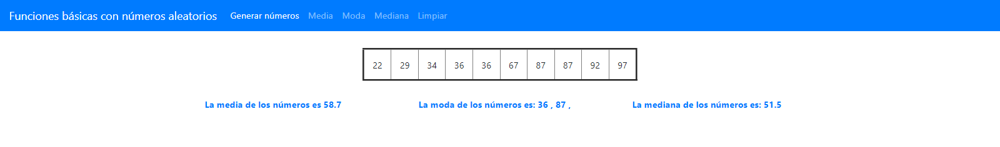 Funciones básicas con números aleatorios Generar números Media Moda Mediana Limpiar
22 29 34 36 36 67 87 87 92 97
La media de los números es 58.7 La moda de los números es: 36 , 87 , La mediana de los números es: 51.5